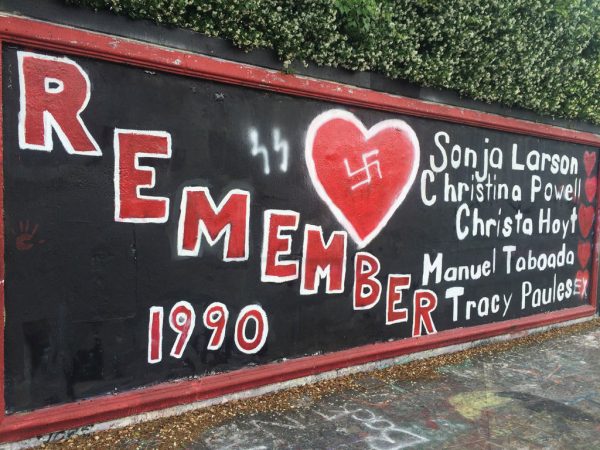 REMEMBER
1990
Sonja Larson
Christina Powell
Christa Hoyt
Manuel Taboada
Tracy Paules